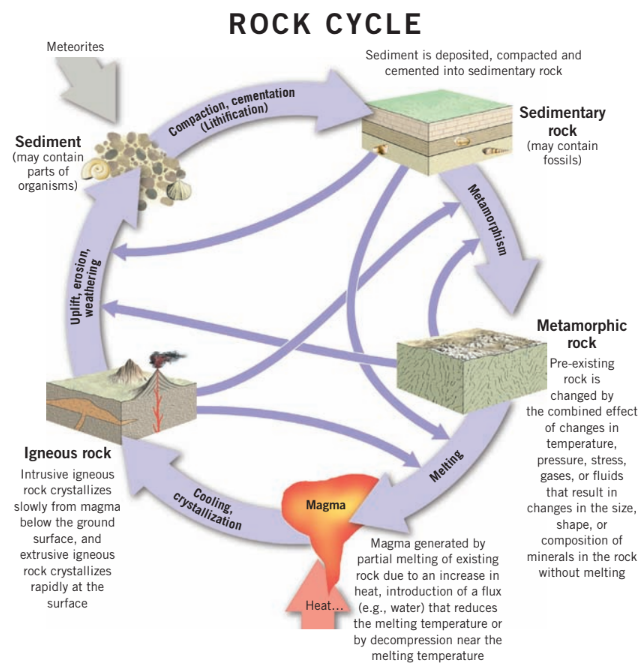 ROCK CYCLE
Meteorites
Sediment is deposited, compacted and
cemented into sedimentary rock
Compaction, cementation
(Lithification)
Sediment
(may contain
parts of
organisms)
Sedimentary
rock
(may contain
fossils)
Metamorphism
Uplift, erosion,
weathering
Metamorphic
rock
Pre-existing
rock is
changed by
the combined effect
of changes in
temperature,
pressure, stress,
gases, or fluids
that result in
changes in the size,
shape, or
composition of
minerals in the rock
without melting
Igneous rock
Intrusive igneous
rock crystallizes
slowly from magma
below the ground
surface, and
extrusive igneous
rock crystallizes
rapidly at the
surface
Cooling,
crystallization
Melting
Magma
Magma generated by
partial melting of existing
rock due to an increase in
heat, introduction of a flux
(e.g., water) that reduces
the melting temperature or
by decompression near the
melting temperature
Heat...